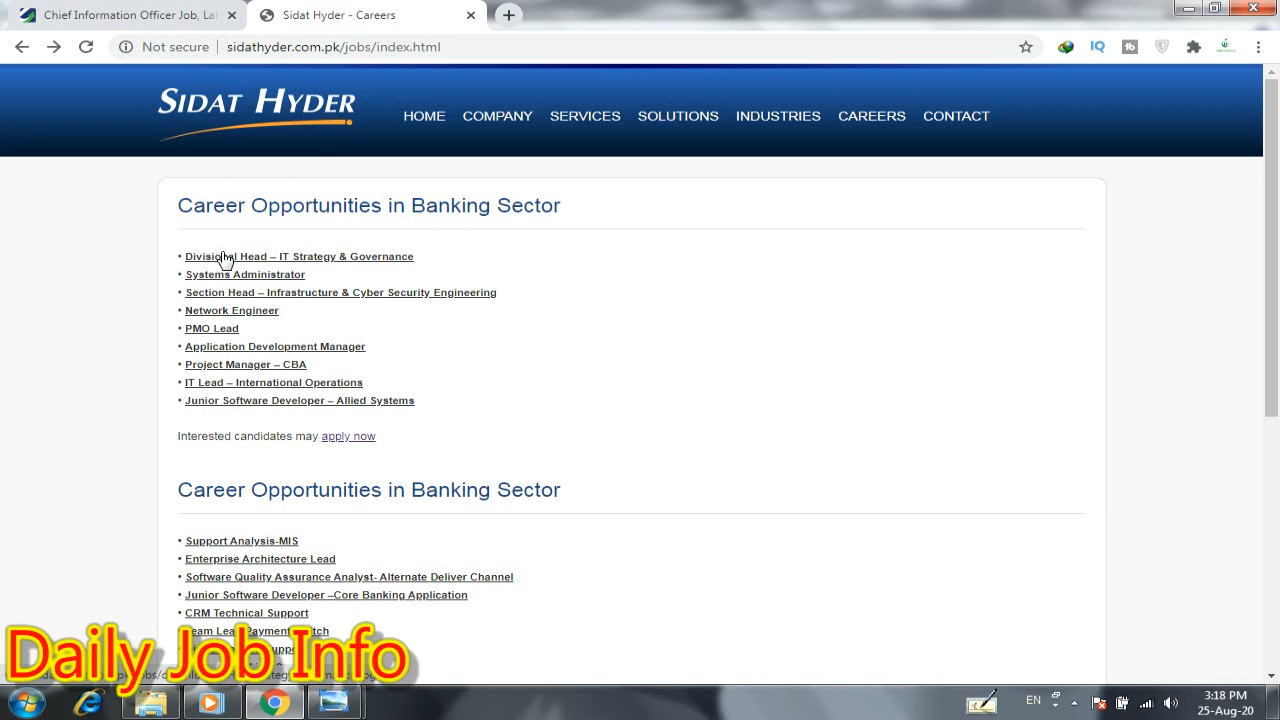 Chief Information Officer Job, La
Sidat Hyder - Careers
Not secure
sidathyder.com.pk/jobs/index.html
SIDAT HYDER
HOME COMPANY SERVICES SOLUTIONS INDUSTRIES CAREERS CONTACT
Career Opportunities in Banking Sector
• Divisional Head – IT Strategy & Governance
• Systems Administrator
• Section Head – Infrastructure & Cyber Security Engineering
• Network Engineer
• PMO Lead
• Application Development Manager
• Project Manager – CBA
• IT Lead – International Operations
• Junior Software Developer – Allied Systems
Interested candidates may apply now
Career Opportunities in Banking Sector
• Support Analysis-MIS
• Enterprise Architecture Lead
• Software Quality Assurance Analyst- Alternate Deliver Channel
• Junior Software Developer –Core Banking Application
• CRM Technical Support
Daily Job Info
EN
3:18 PM
25-Aug-20